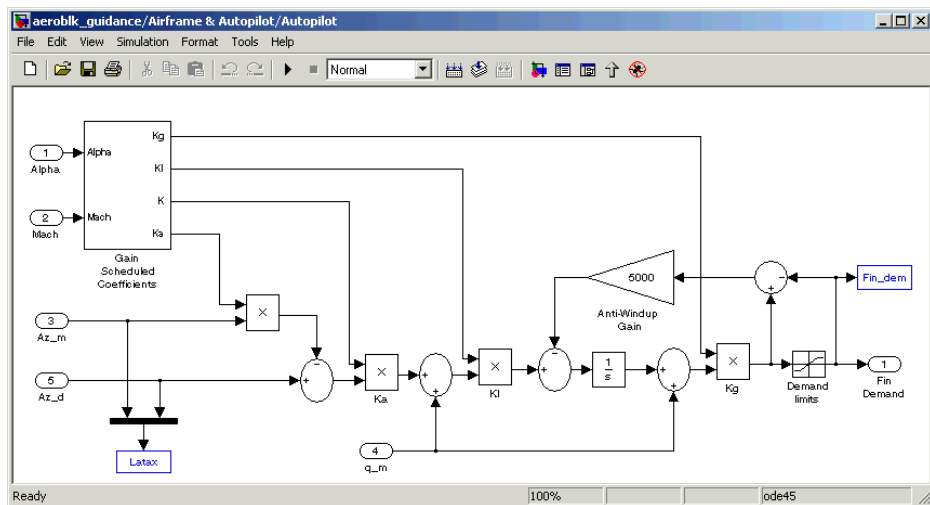 aeroblk_guidance/Airframe & Autopilot/Autopilot
File Edit View Simulation Format Tools Help
Normal
Kg
1
Alpha
Alpha
KI
K
2
Mach
Mach
Ka
Gain
Scheduled
Coefficients
5000
Anti-Windup
Gain
Fin_dem
3
Az_m
×
5
Az_d
×
Ka
×
KI
1
s
×
Kg
Demand
limits
1
Fin
Demand
4
q_m
Latax
Ready 100% ode45